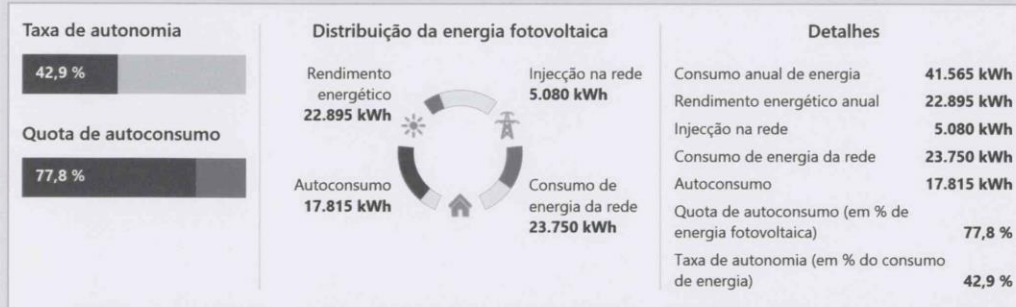 Taxa de autonomia
42,9 %
Quota de autoconsumo
77,8 %
Distribuição da energia fotovoltaica
Rendimento
energético
22.895 kWh
Injecção na rede
5.080 kWh
Autoconsumo
17.815 kWh
Consumo de
energia da rede
23.750 kWh
Detalhes
Consumo anual de energia 41.565 kWh
Rendimento energético anual 22.895 kWh
Injecção na rede 5.080 kWh
Consumo de energia da rede 23.750 kWh
Autoconsumo 17.815 kWh
Quota de autoconsumo (em % de
energia fotovoltaica) 77,8 %
Taxa de autonomia (em % do consumo
de energia) 42,9 %